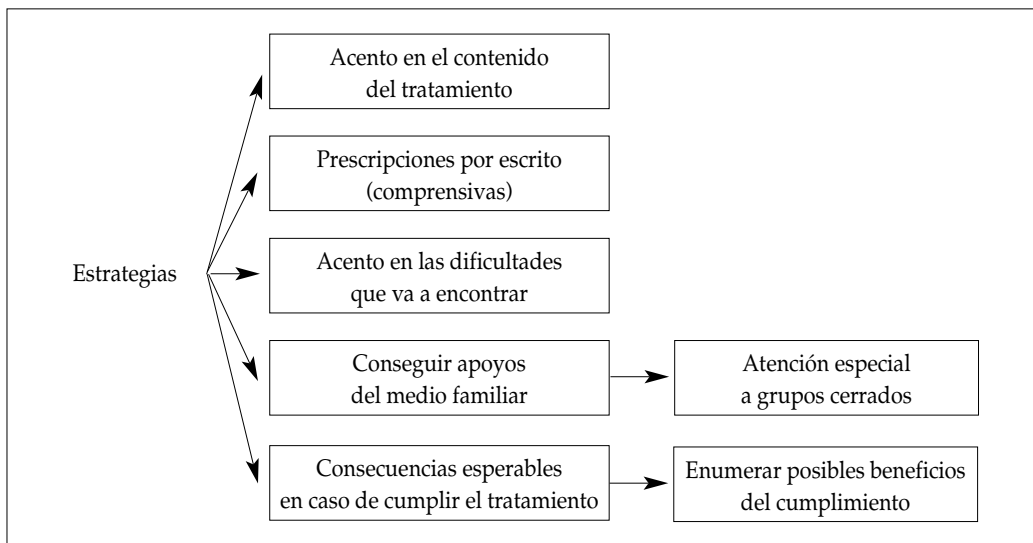 Acento en el contenido
del tratamiento
Prescripciones por escrito
(comprensivas)
Estrategias
Acento en las dificultades
que va a encontrar
Conseguir apoyos
del medio familiar
Atención especial
a grupos cerrados
Consecuencias esperables
en caso de cumplir el tratamiento
Enumerar posibles beneficios
del cumplimiento